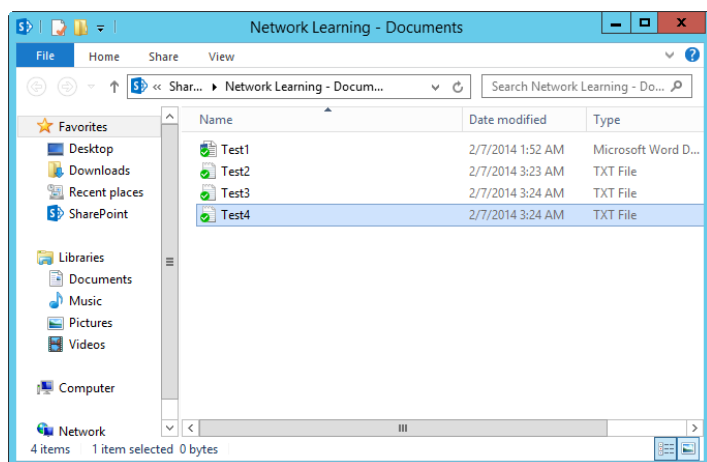 Network Learning - Documents
File Home Share View
« Shar... Network Learning - Docum... Search Network Learning - Do...
Favorites
Desktop
Downloads
Recent places
SharePoint
Libraries
Documents
Music
Pictures
Videos
Computer
Network
Name Date modified Type
Test1 2/7/2014 1:52 AM Microsoft Word D...
Test2 2/7/2014 3:23 AM TXT File
Test3 2/7/2014 3:24 AM TXT File
Test4 2/7/2014 3:24 AM TXT File
4 items 1 item selected 0 bytes